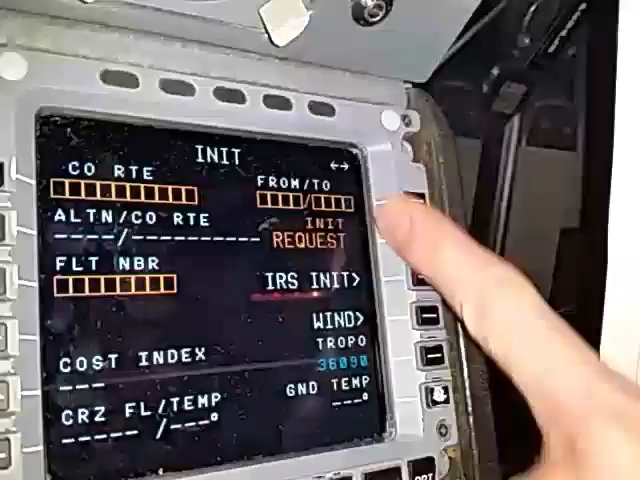 INIT
↔
CO RTE
FROM/TO
/
ALTN/CO RTE
INIT
----/----------
REQUEST
FLT NBR
IRS INIT>
WIND>
TROPO
COST INDEX
36090
---
GND TEMP
CRZ FL/TEMP
---°
----- /---°